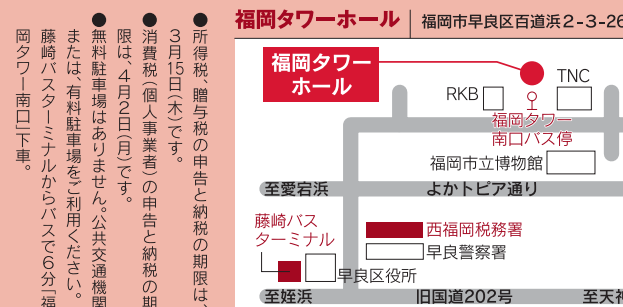 福岡タワーホール
福岡市早良区百道浜2-3-26
福岡タワー
ホール
RKB
TNC
福岡タワー
南口バス停
福岡市立博物館
至愛宕浜
よかトピア通り
藤崎バス
ターミナル
西福岡税務署
早良警察署
早良区役所
至姪浜
旧国道202号
至天神
●所得税、贈与税の申告と納税の期限は、
3月15日(木)です。
●消費税(個人事業者)の申告と納税の期
限は、4月2日(月)です。
●無料駐車場はありません。公共交通機関
または、有料駐車場をご利用ください。
藤崎バスターミナルからバスで6分「福
岡タワー南口」下車。